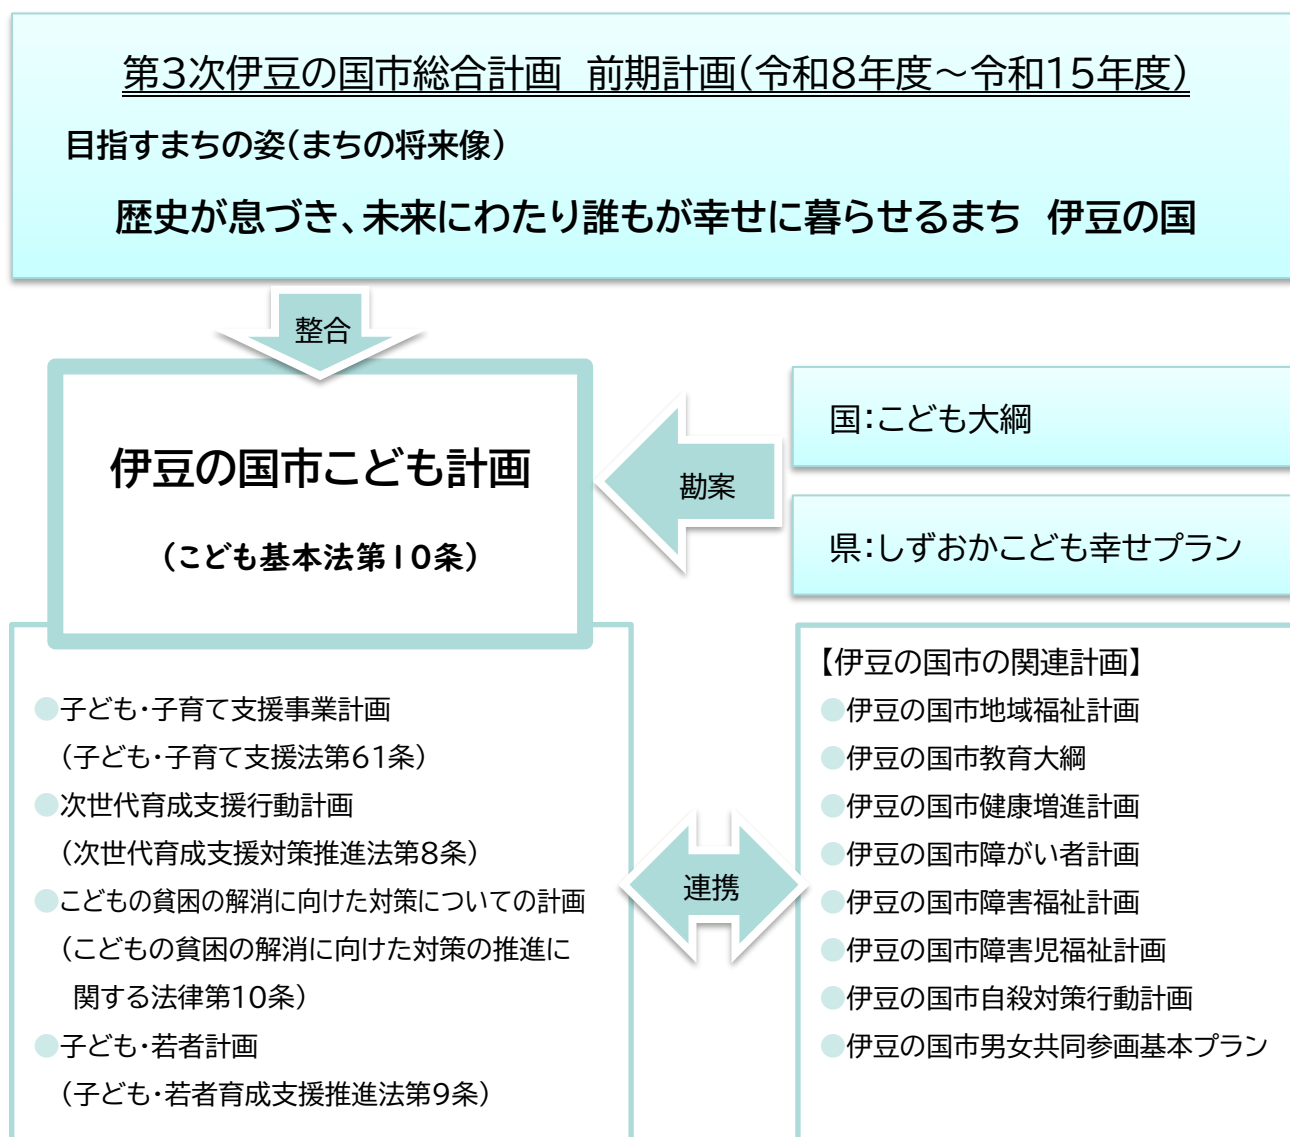 第3次伊豆の国市総合計画　前期計画(令和8年度～令和15年度)
目指すまちの姿(まちの将来像)
歴史が息づき、未来にわたり誰もが幸せに暮らせるまち　伊豆の国
整合
伊豆の国市こども計画
(こども基本法第10条)
勘案
国:こども大綱
県:しずおかこども幸せプラン
●子ども・子育て支援事業計画
(子ども・子育て支援法第61条)
●次世代育成支援行動計画
(次世代育成支援対策推進法第8条)
●こどもの貧困の解消に向けた対策についての計画
(こどもの貧困の解消に向けた対策の推進に
関する法律第10条)
●子ども・若者計画
(子ども・若者育成支援推進法第9条)
連携
【伊豆の国市の関連計画】
●伊豆の国市地域福祉計画
●伊豆の国市教育大綱
●伊豆の国市健康増進計画
●伊豆の国市障がい者計画
●伊豆の国市障害福祉計画
●伊豆の国市障害児福祉計画
●伊豆の国市自殺対策行動計画
●伊豆の国市男女共同参画基本プラン